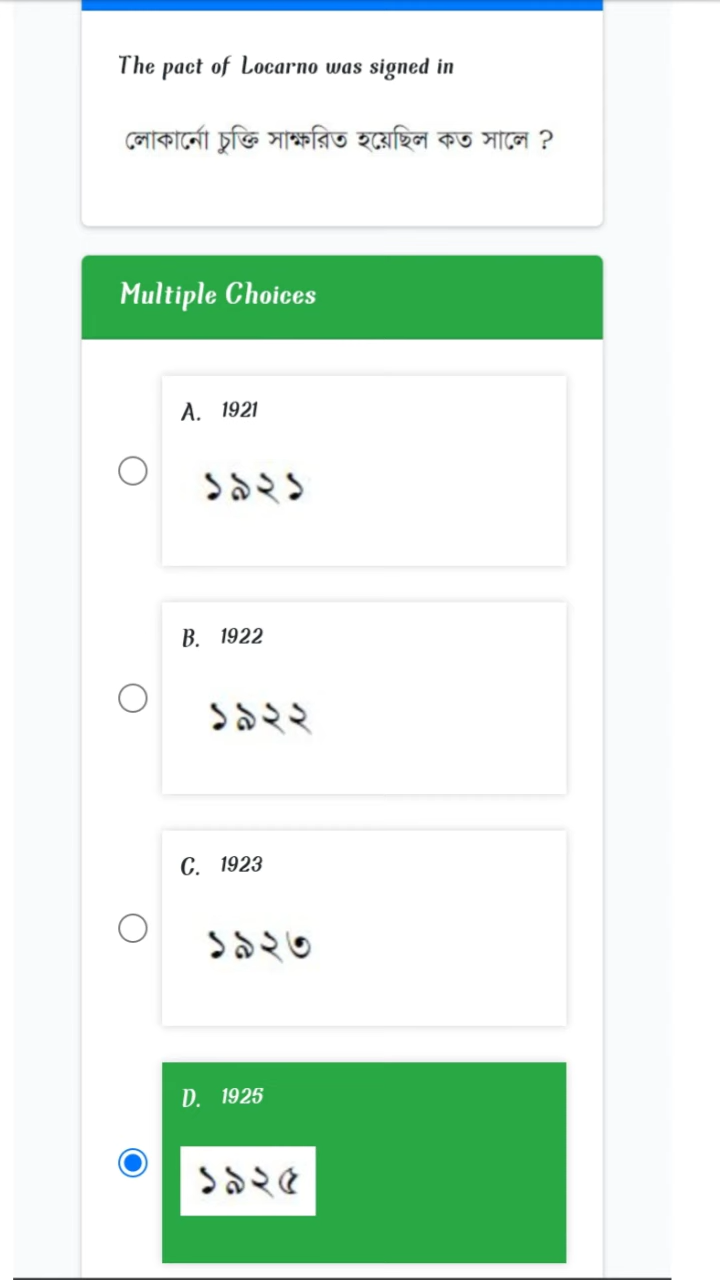 The pact of Locarno was signed in
লোকার্নো চুক্তি সাক্ষরিত হয়েছিল কত সালে ?
Multiple Choices
A. 1921
১৯২১
B. 1922
১৯২২
C. 1923
১৯২৩
D. 1925
১৯২৫